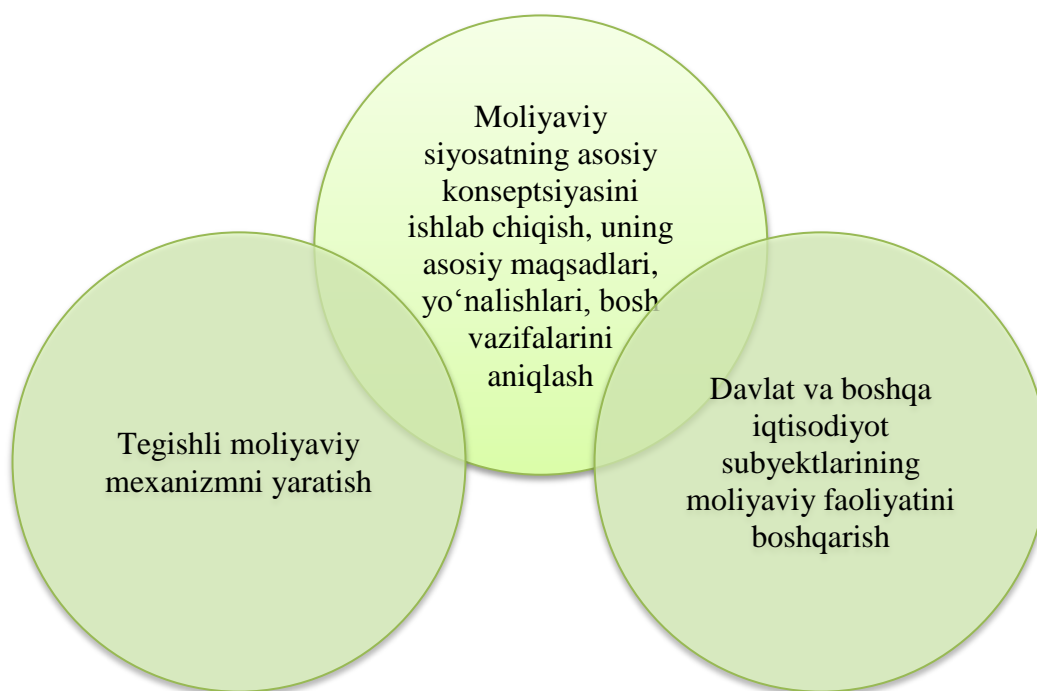 Moliyaviy
siyosatning asosiy
konseptsiyasini
ishlab chiqish, uning
asosiy maqsadlari,
yo‘nalishlari, bosh
vazifalarini
aniqlash
Tegishli moliyaviy
mexanizmni yaratish
Davlat va boshqa
iqtisodiyot
subyektlarining
moliyaviy faoliyatini
boshqarish